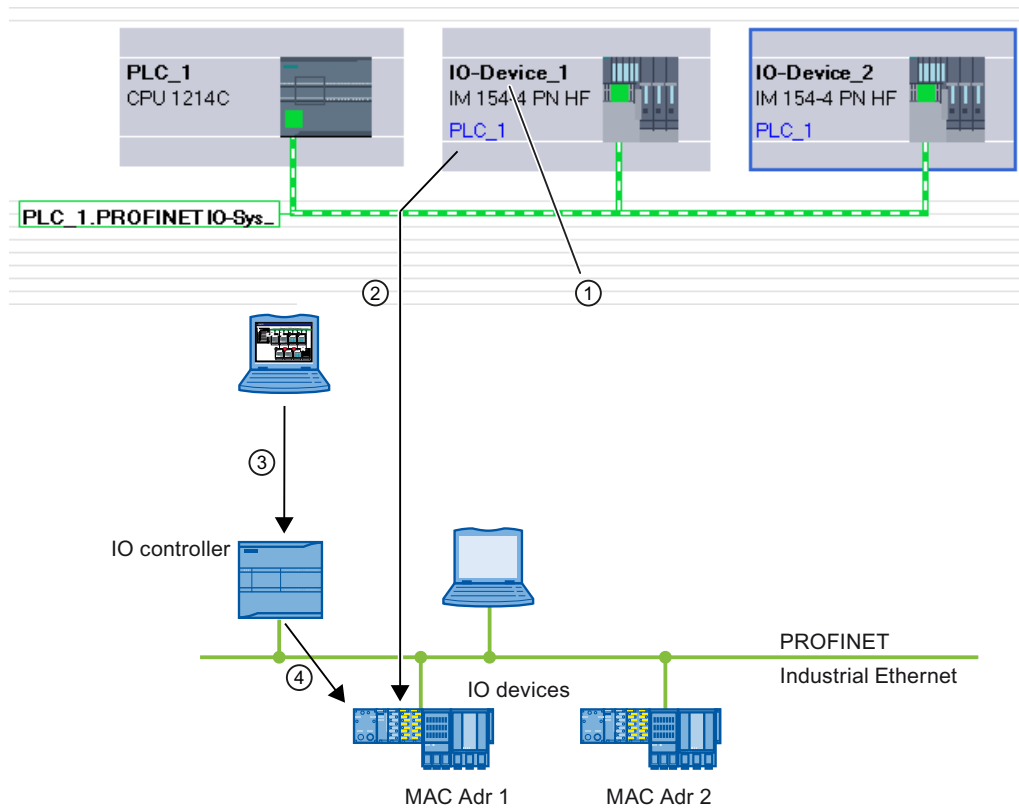 PLC_1
CPU 1214C
IO-Device_1
IM 154-4 PN HF
PLC_1
IO-Device_2
IM 154-4 PN HF
PLC_1
PLC_1.PROFINET IO-Sys_
②
①
③
IO controller
④
PROFINET
Industrial Ethernet
IO devices
MAC Adr 1
MAC Adr 2